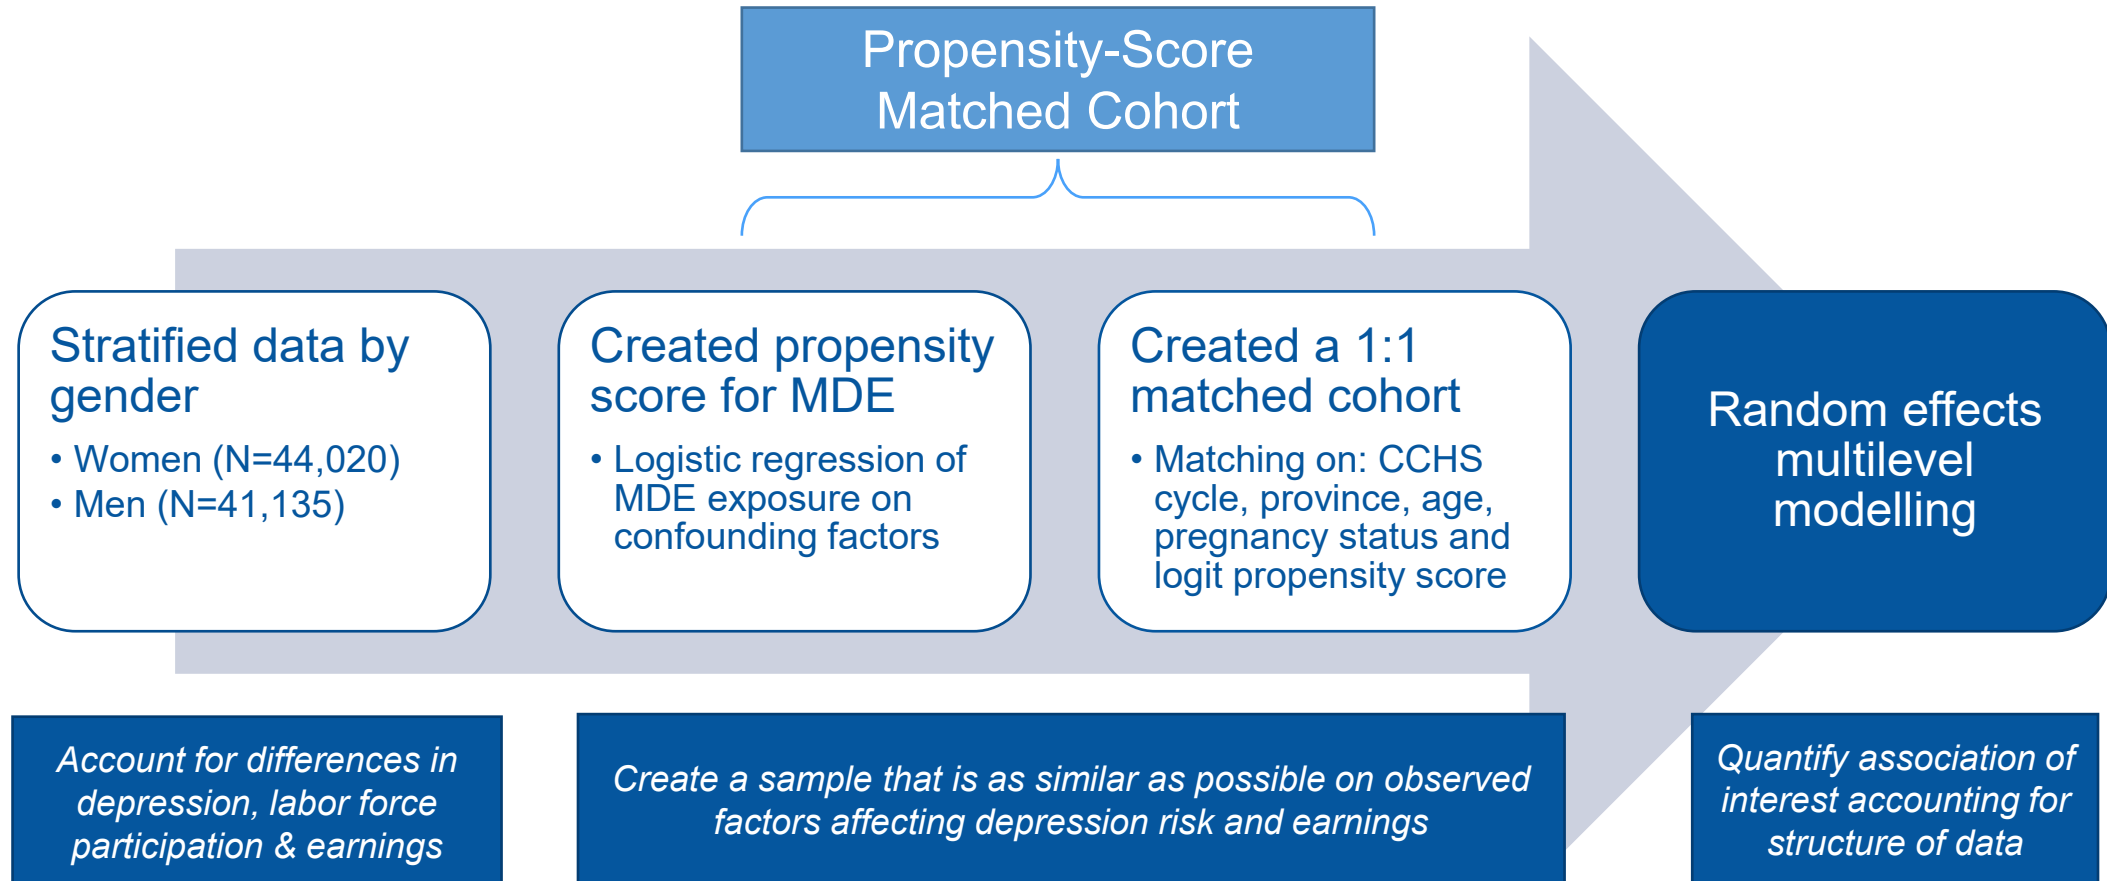 Propensity-Score
Matched Cohort
Stratified data by
gender
• Women (N=44,020)
• Men (N=41,135)
Created propensity
score for MDE
• Logistic regression of
MDE exposure on
confounding factors
Created a 1:1
matched cohort
• Matching on: CCHS
cycle, province, age,
pregnancy status and
logit propensity score
Random effects
multilevel
modelling
Account for differences in
depression, labor force
participation & earnings
Create a sample that is as similar as possible on observed
factors affecting depression risk and earnings
Quantify association of
interest accounting for
structure of data